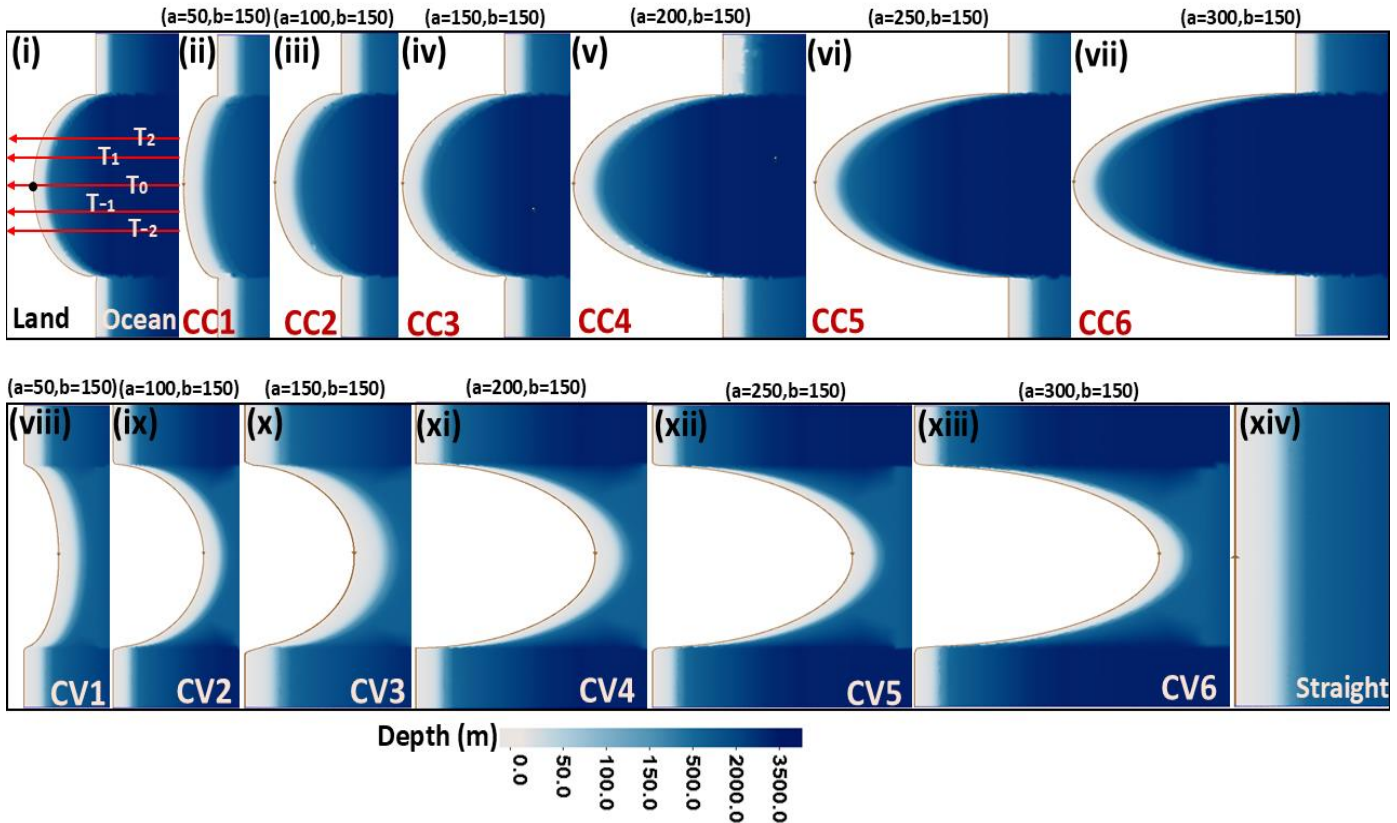 (a=50,b=150) (a=100,b=150) (a=150,b=150) (a=200,b=150) (a=250,b=150) (a=300,b=150)
(i) (ii) (iii) (iv) (v) (vi) (vii)
T2
T1
T0
T-1
T-2
Land Ocean CC1 CC2 CC3 CC4 CC5 CC6
(a=50,b=150) (a=100,b=150) (a=150,b=150) (a=200,b=150) (a=250,b=150) (a=300,b=150)
(viii) (ix) (x) (xi) (xii) (xiii) (xiv)
CV1 CV2 CV3 CV4 CV5 CV6 Straight
Depth (m)
0.0 50.0 100.0 150.0 500.0 2000.0 3500.0